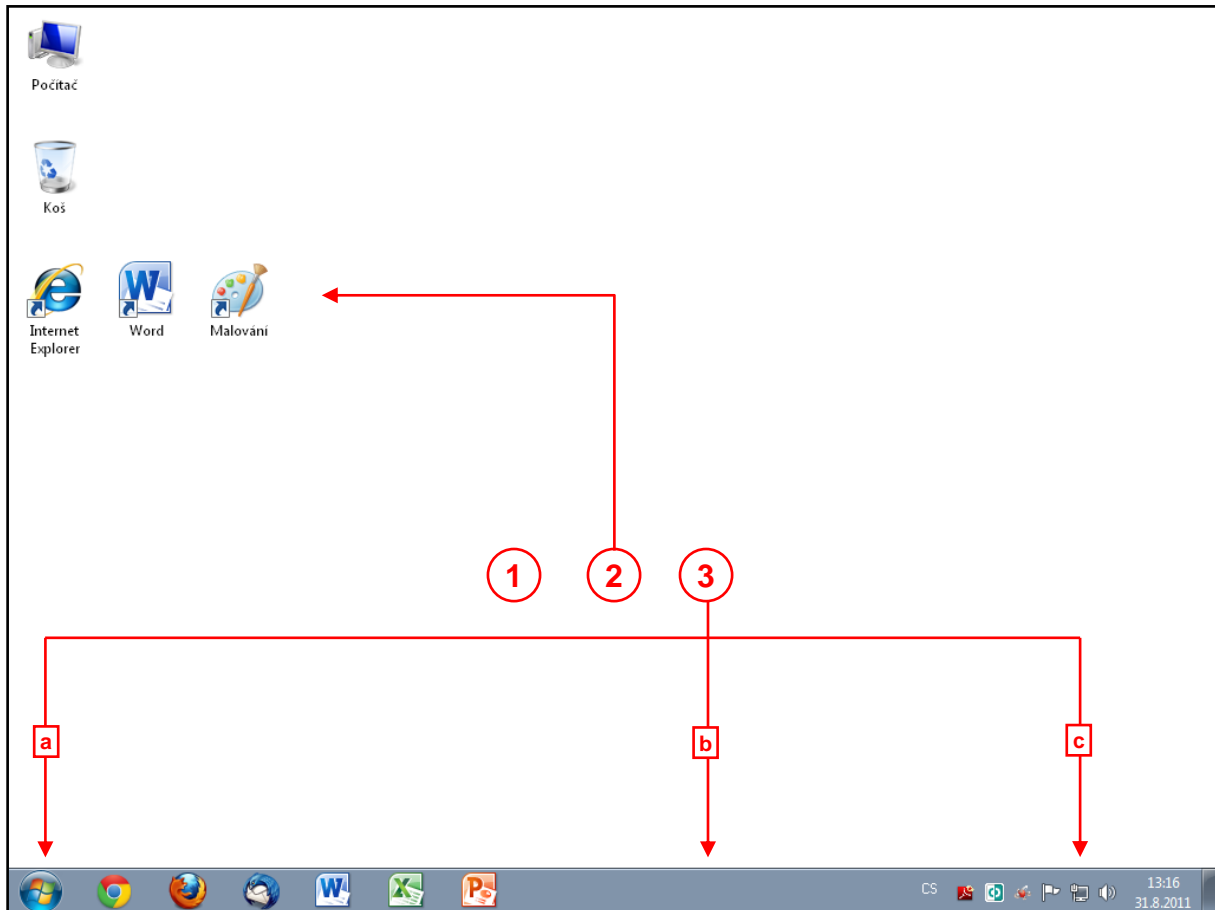 Počítač
Koš
Internet
Explorer
Word
Malování
1
2
3
a
b
c
CS
13:16
31.8.2011